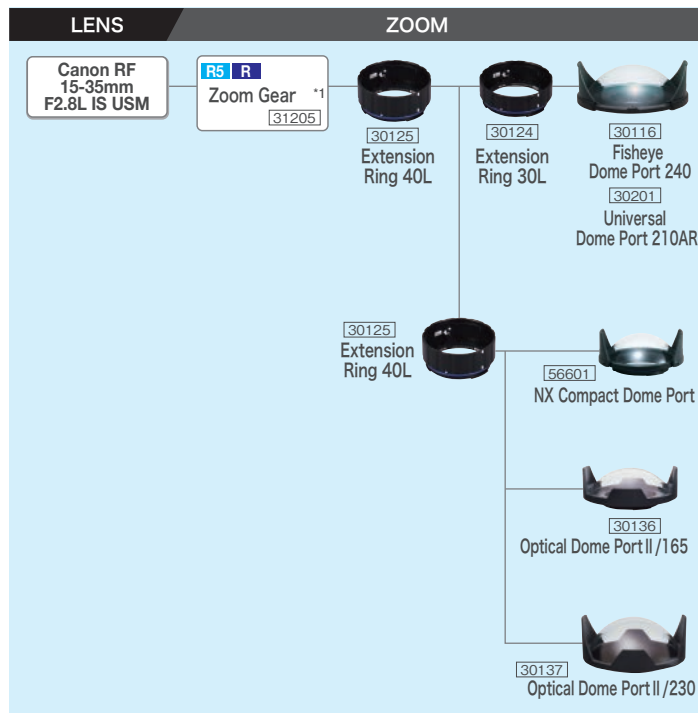 LENS
ZOOM
Canon RF
15-35mm
F2.8L IS USM
R5 R
Zoom Gear *1
31205
30125
Extension
Ring 40L
30124
Extension
Ring 30L
30116
Fisheye
Dome Port 240
30201
Universal
Dome Port 210AR
30125
Extension
Ring 40L
56601
NX Compact Dome Port
30136
Optical Dome Port II/165
30137
Optical Dome Port II/230